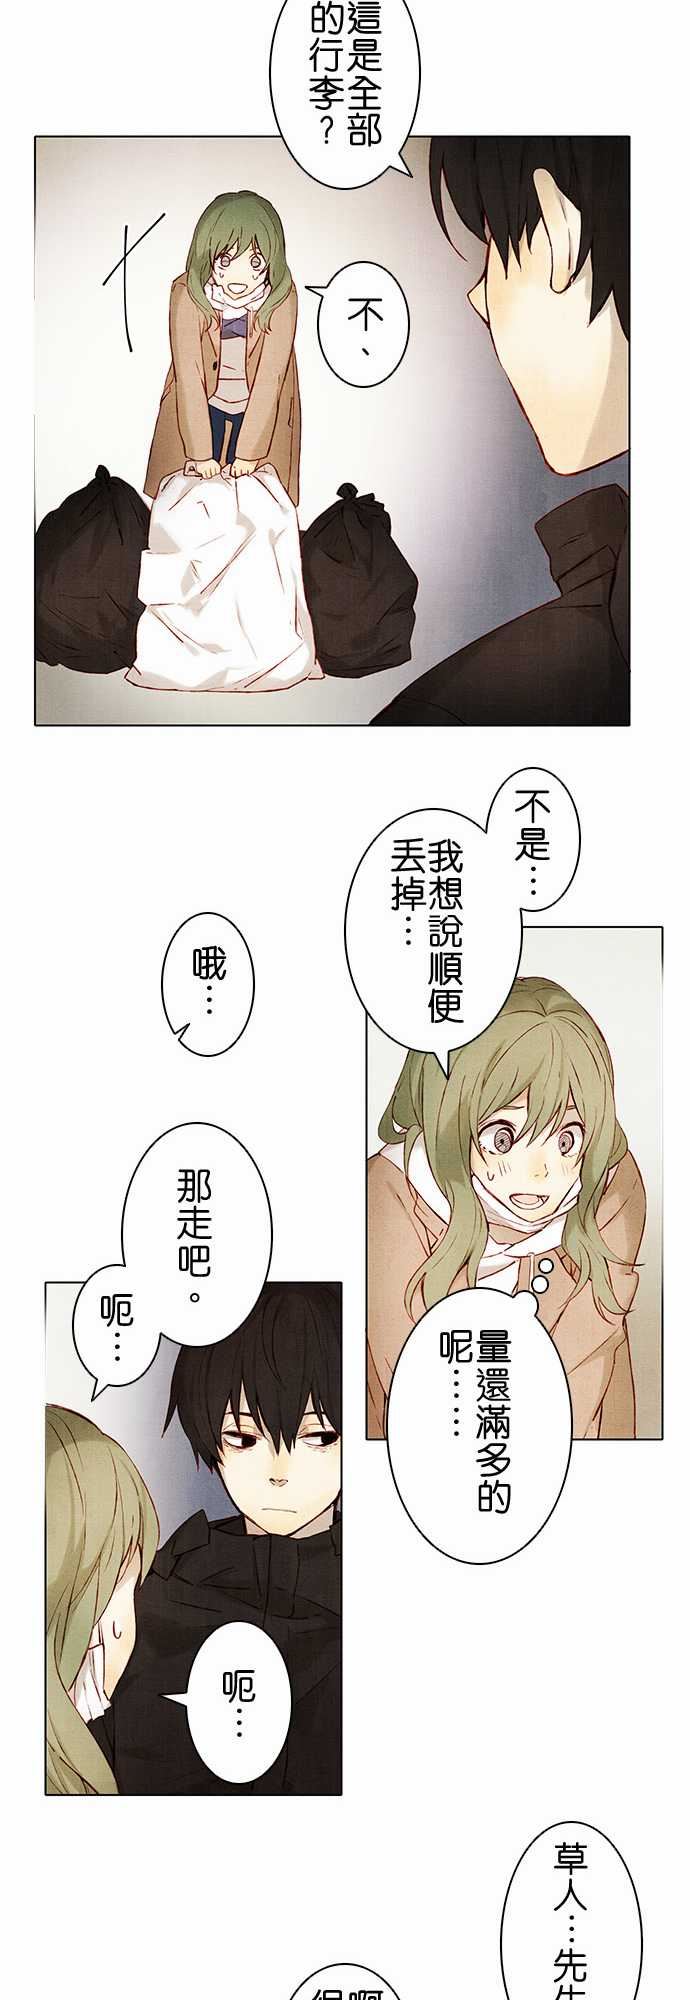 這是全部
的行李?
不、
不是…
我想說順便
丟掉…
哦…
量還滿多的
呢……
那走吧。
呃…
呃…
草人…先生
啊